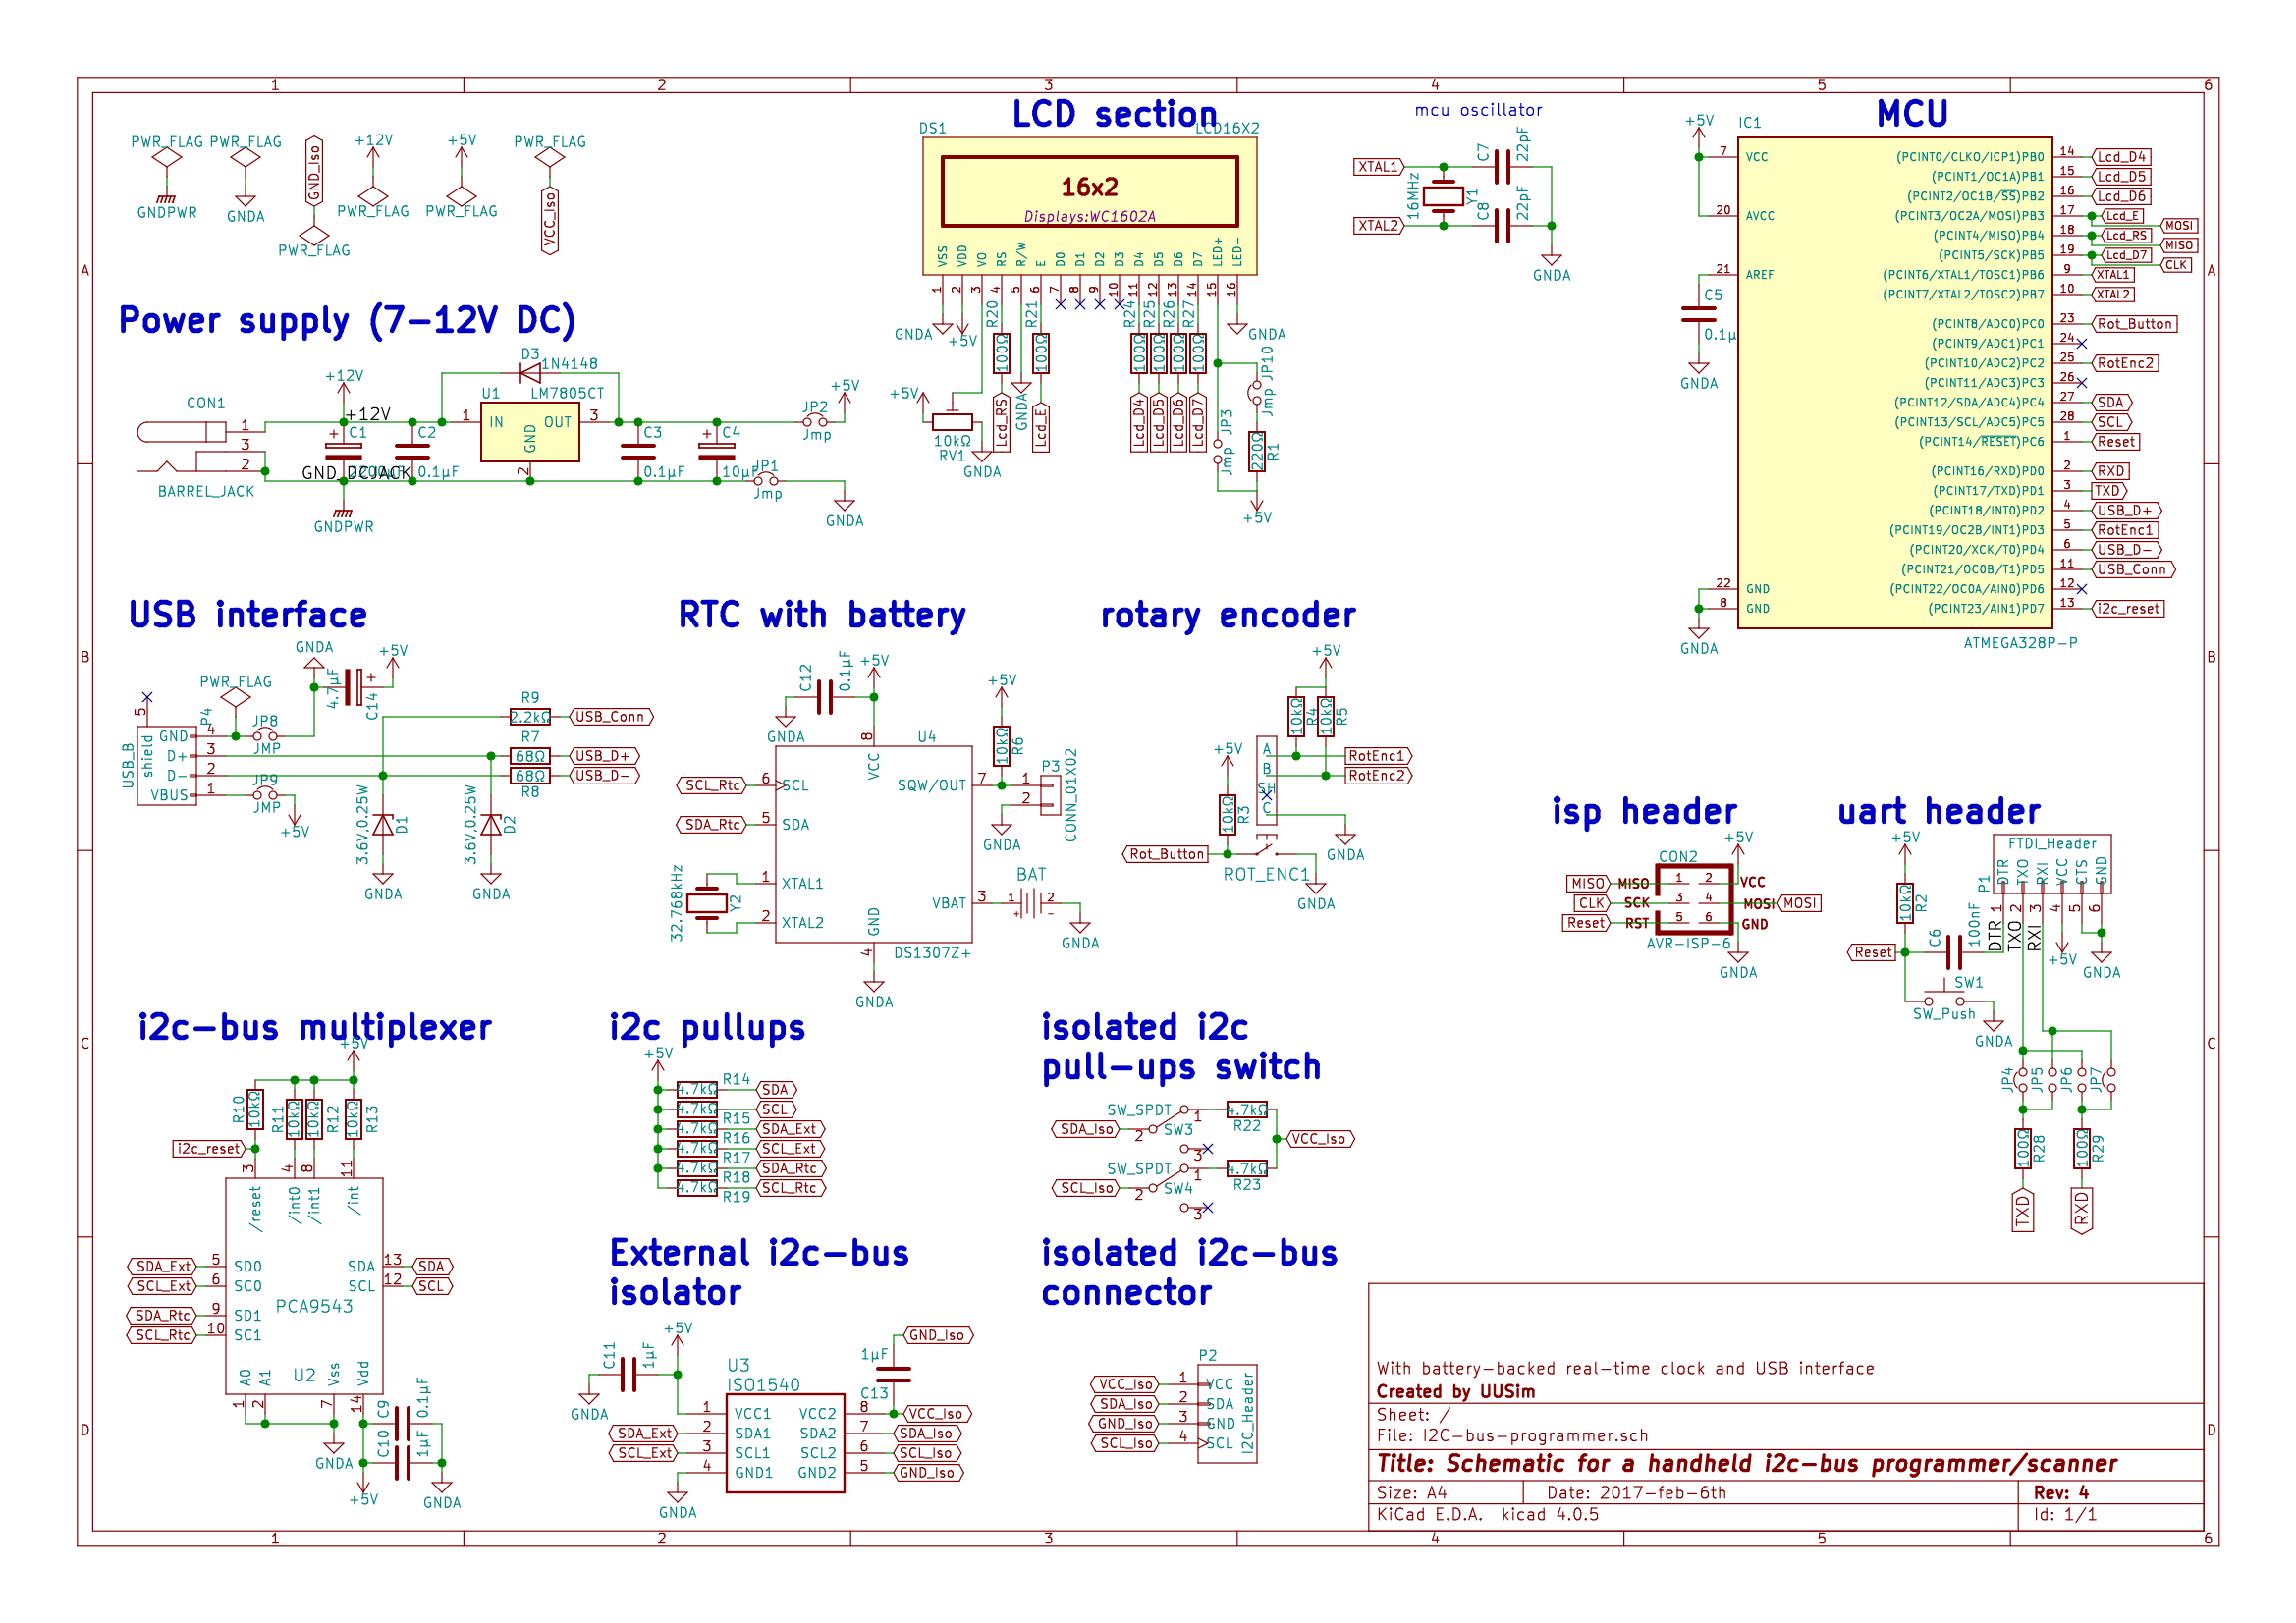 1 2 3 4 5 6
LCD section
mcu oscillator
MCU
PWR_FLAG
GNDPWR
PWR_FLAG
GNDA
GND_Iso
PWR_FLAG
+12V
PWR_FLAG
+5V
PWR_FLAG
PWR_FLAG
VCC_Iso
DS1
LCD16X2
16x2
Displays:WC1602A
VSS VDD VO RS R/W E D0 D1 D2 D3 D4 D5 D6 D7 LED+ LED-
1 2 3 4 5 6 7 8 9 10 11 12 13 14 15 16
GNDA
+5V
R20 R21 R24 R25 R26 R27
100Ω 100Ω 100Ω 100Ω 100Ω 100Ω
GNDA
+5V
10kΩ
RV1
GNDA
GNDA
Lcd_RS
Lcd_E
Lcd_D4
Lcd_D5
Lcd_D6
Lcd_D7
JP3
Jmp
JP10
Jmp
220Ω
R1
+5V
XTAL1
XTAL2
16MHz
Y1
C7
22pF
C8
22pF
GNDA
+5V
IC1
7 VCC
20 AVCC
21 AREF
22 GND
8 GND
C5
0.1µ
GNDA
GNDA
(PCINT0/CLKO/ICP1)PB0 14 Lcd_D4
(PCINT1/OC1A)PB1 15 Lcd_D5
(PCINT2/OC1B/SS)PB2 16 Lcd_D6
(PCINT3/OC2A/MOSI)PB3 17 Lcd_E
MOSI
(PCINT4/MISO)PB4 18 Lcd_RS
MISO
(PCINT5/SCK)PB5 19 Lcd_D7
CLK
(PCINT6/XTAL1/TOSC1)PB6 9 XTAL1
(PCINT7/XTAL2/TOSC2)PB7 10 XTAL2
(PCINT8/ADC0)PC0 23 Rot_Button
(PCINT9/ADC1)PC1 24
(PCINT10/ADC2)PC2 25 RotEnc2
(PCINT11/ADC3)PC3 26
(PCINT12/SDA/ADC4)PC4 27 SDA
(PCINT13/SCL/ADC5)PC5 28 SCL
(PCINT14/RESET)PC6 1 Reset
(PCINT16/RXD)PD0 2 RXD
(PCINT17/TXD)PD1 3 TXD
(PCINT18/INT0)PD2 4 USB_D+
(PCINT19/OC2B/INT1)PD3 5 RotEnc1
(PCINT20/XCK/T0)PD4 6 USB_D-
(PCINT21/OC0B/T1)PD5 11 USB_Conn
(PCINT22/OC0A/AIN0)PD6 12
(PCINT23/AIN1)PD7 13 i2c_reset
ATMEGA328P-P
A A
Power supply (7-12V DC)
CON1
1
3
2
BARREL_JACK
+12V
+12V
C1
GND_DCJACK
GNDPWR
C2
0.1µF
D3
1N4148
U1
LM7805CT
1 IN
OUT 3
GND
2
C3
0.1µF
C4
10µF
JP2
Jmp
+5V
JP1
Jmp
GNDA
B B
USB interface
GNDA
+5V
4.7µF
C14
PWR_FLAG
USB_B
shield
P4
5
GND 4
D+ 3
D- 2
VBUS 1
JP8
JMP
JP9
JMP
+5V
R9
2.2kΩ
USB_Conn
R7
68Ω
USB_D+
68Ω
R8
USB_D-
3.6V,0.25W
D1
GNDA
3.6V,0.25W
D2
GNDA
RTC with battery
C12
0.1µF
+5V
GNDA
U4
8
VCC
SCL_Rtc 6 SCL
SDA_Rtc 5 SDA
1 XTAL1
2 XTAL2
32.768kHz
Y2
SQW/OUT 7
VBAT 3
GND
4
DS1307Z+
GNDA
+5V
10kΩ
R6
P3
1
2
CONN_01X02
GNDA
BAT
1 2
+ -
GNDA
rotary encoder
+5V
10kΩ R4
10kΩ R5
A
B
SH
C
RotEnc1
RotEnc2
+5V
10kΩ
R3
GNDA
Rot_Button
ROT_ENC1
GNDA
isp header
CON2
+5V
MISO MISO 1 2 VCC
CLK SCK 3 4 MOSI MOSI
Reset RST 5 6 GND
AVR-ISP-6
GNDA
uart header
+5V
FTDI_Header
P1
DTR TXO RXI VCC CTS GND
1 2 3 4 5 6
DTR TXO RXI
10kΩ
R2
C6
100nF
+5V
GNDA
Reset
SW1
SW_Push
GNDA
JP4 JP5 JP6 JP7
100Ω R28
100Ω R29
TXD
RXD
C C
i2c-bus multiplexer
+5V
R10 10kΩ
R11 10kΩ
R12 10kΩ
R13 10kΩ
i2c_reset
3 4 8 11
/reset /int0 /int1 /int
SDA_Ext 5 SD0
SCL_Ext 6 SC0
SDA_Rtc 9 SD1
SCL_Rtc 10 SC1
SDA 13 SDA
SCL 12 SCL
PCA9543
U2
A0 A1 Vss Vdd
1 2 7 14
C9
0.1µF
C10
1µF
GNDA
+5V
GNDA
i2c pullups
+5V
4.7kΩ R14 SDA
4.7kΩ R15 SCL
4.7kΩ R16 SDA_Ext
4.7kΩ R17 SCL_Ext
4.7kΩ R18 SDA_Rtc
4.7kΩ R19 SCL_Rtc
isolated i2c
pull-ups switch
SW_SPDT
SDA_Iso 2 SW3 1
3
4.7kΩ
R22
VCC_Iso
SW_SPDT
SCL_Iso 2 SW4 1
3
4.7kΩ
R23
External i2c-bus
isolator
+5V
C11
1µF
GNDA
U3
ISO1540
1 VCC1
SDA_Ext 2 SDA1
SCL_Ext 3 SCL1
4 GND1
GNDA
GND_Iso
1µF
C13
VCC2 8 VCC_Iso
SDA2 7 SDA_Iso
SCL2 6 SCL_Iso
GND2 5 GND_Iso
isolated i2c-bus
connector
P2
VCC_Iso 1 VCC
SDA_Iso 2 SDA
GND_Iso 3 GND
SCL_Iso 4 SCL
I2C_Header
D D
With battery-backed real-time clock and USB interface
Created by UUSim
Sheet: /
File: I2C-bus-programmer.sch
Title: Schematic for a handheld i2c-bus programmer/scanner
Size: A4 Date: 2017-feb-6th Rev: 4
KiCad E.D.A. kicad 4.0.5 Id: 1/1
1 2 3 4 5 6